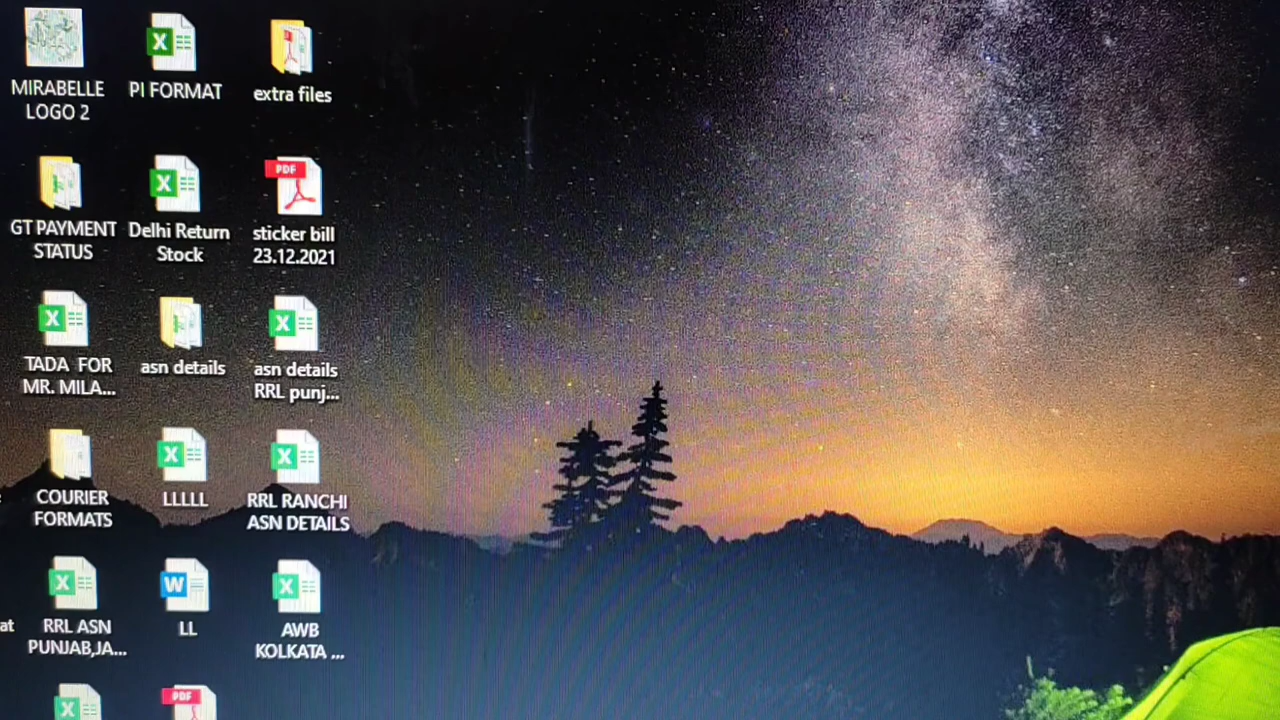 MIRABELLE
LOGO 2
PI FORMAT
extra files
GT PAYMENT
STATUS
Delhi Return
Stock
PDF
sticker bill
23.12.2021
TADA FOR
MR. MILA...
asn details
asn details
RRL punj...
COURIER
FORMATS
LLLLL
RRL RANCHI
ASN DETAILS
at
RRL ASN
PUNJAB,JA...
LL
AWB
KOLKATA ...
PDF